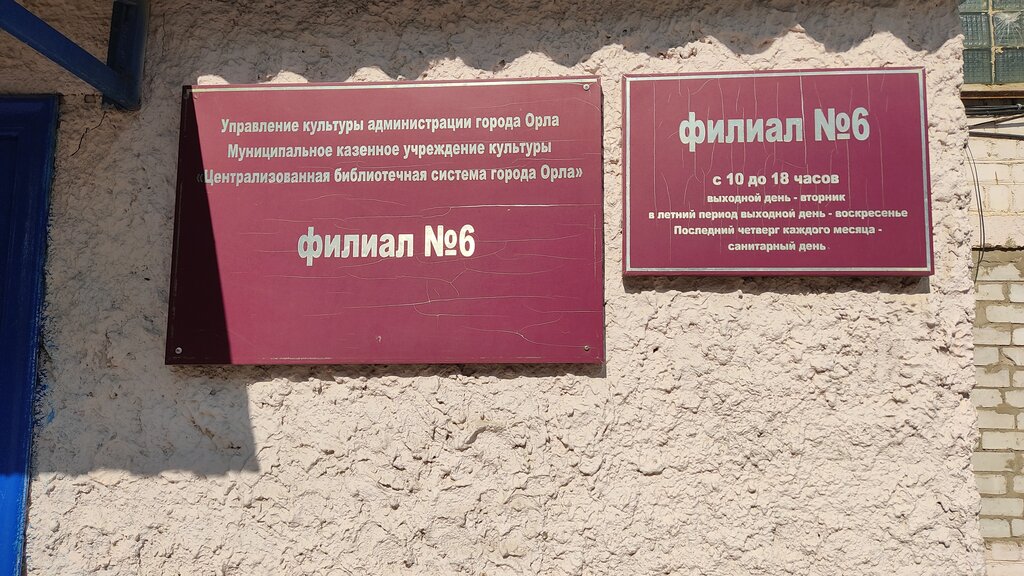 Управление культуры администрации города Орла
Муниципальное казенное учреждение культуры
«Централизованная библиотечная система города Орла»
филиал №6
филиал №6
с 10 до 18 часов
выходной день - вторник
в летний период выходной день - воскресенье
Последний четверг каждого месяца -
санитарный день